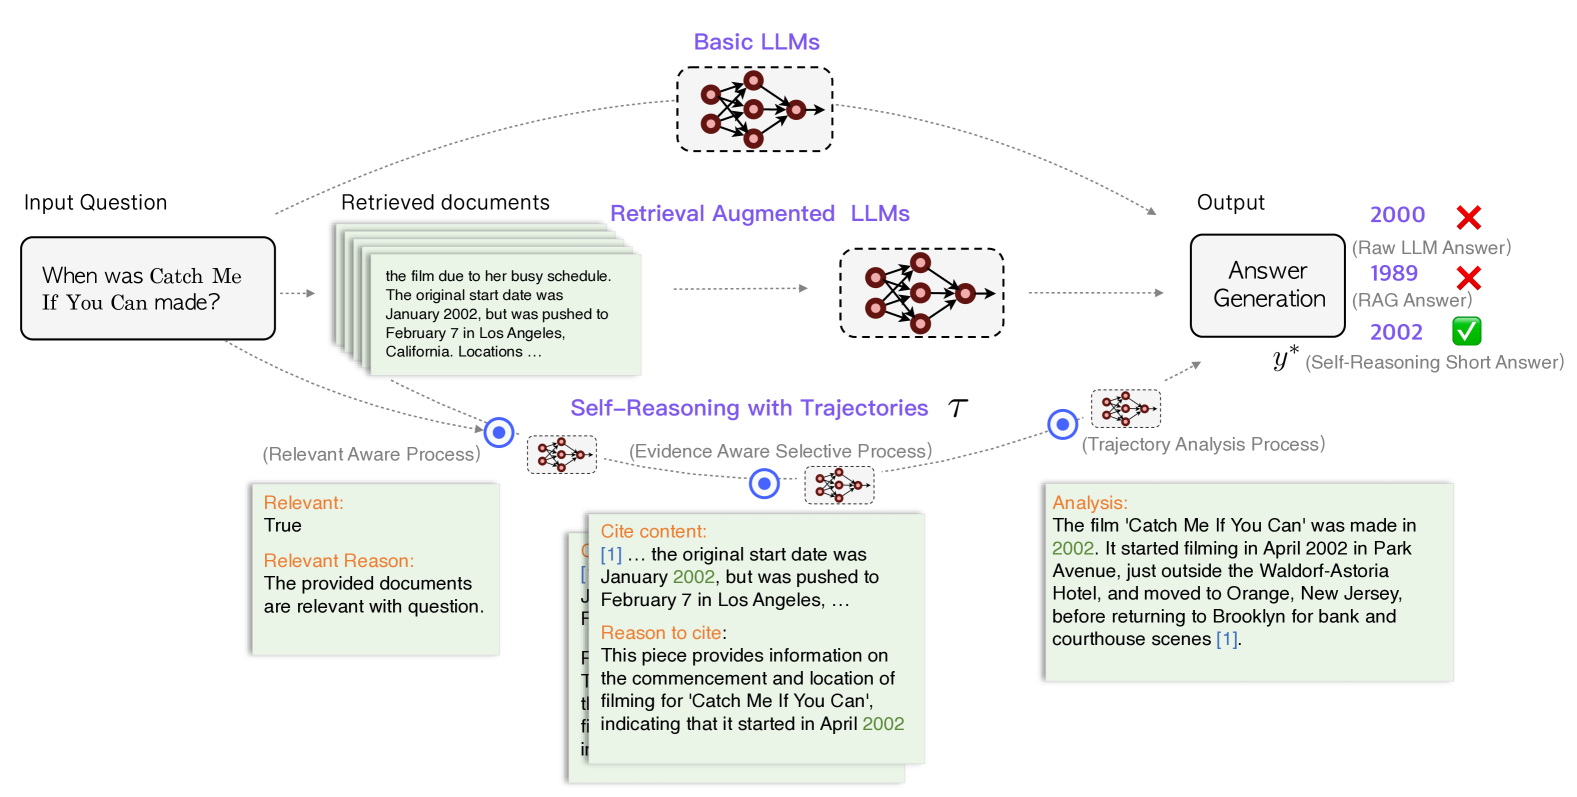 Basic LLMs
Input Question
When was Catch Me
If You Can made?
Retrieved documents
the film due to her busy schedule.
The original start date was
January 2002, but was pushed to
February 7 in Los Angeles,
California. Locations ...
Retrieval Augmented LLMs
Output
Answer
Generation
2000
(Raw LLM Answer)
1989
(RAG Answer)
2002
y* (Self-Reasoning Short Answer)
Self-Reasoning with Trajectories τ
(Relevant Aware Process)
(Evidence Aware Selective Process)
(Trajectory Analysis Process)
Relevant:
True
Relevant Reason:
The provided documents
are relevant with question.
Cite content:
[1] ... the original start date was
January 2002, but was pushed to
February 7 in Los Angeles, ...
Reason to cite:
This piece provides information on
the commencement and location of
filming for 'Catch Me If You Can',
indicating that it started in April 2002
Analysis:
The film 'Catch Me If You Can' was made in
2002. It started filming in April 2002 in Park
Avenue, just outside the Waldorf-Astoria
Hotel, and moved to Orange, New Jersey,
before returning to Brooklyn for bank and
courthouse scenes [1].